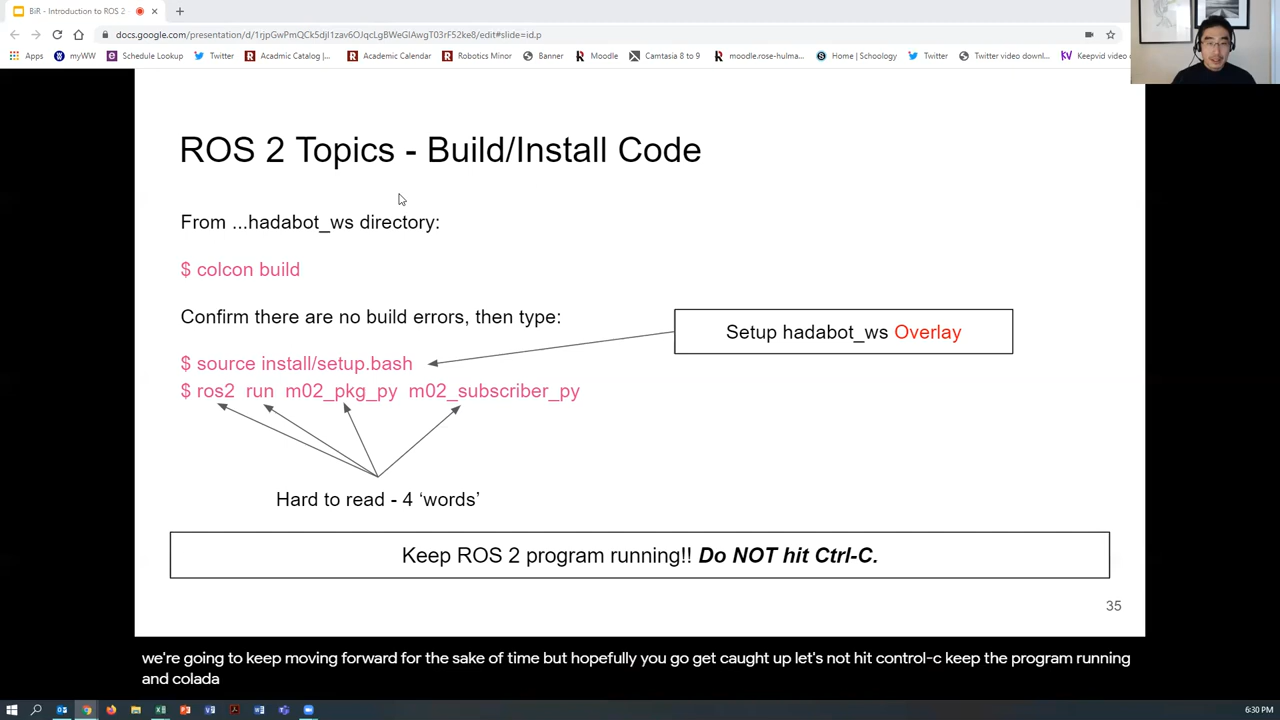 BiR - Introduction to ROS 2
docs.google.com/presentation/d/1rjpGwPmQCk5djI1zav6OJqcLgBWeGIAwgT03rF52ke8/edit#slide=id.p
Apps myWW Schedule Lookup Twitter Acadmic Catalog |... Academic Calendar Robotics Minor Banner Moodle Camtasia 8 to 9 moodle.rose-hulma... Home | Schoology Twitter Twitter video downl... Keepvid video
ROS 2 Topics - Build/Install Code
From ...hadabot_ws directory:
$ colcon build
Confirm there are no build errors, then type:
Setup hadabot_ws Overlay
$ source install/setup.bash
$ ros2 run m02_pkg_py m02_subscriber_py
Hard to read - 4 ‘words’
Keep ROS 2 program running!! Do NOT hit Ctrl-C.
35
we're going to keep moving forward for the sake of time but hopefully you go get caught up let's not hit control-c keep the program running
and colada
6:30 PM